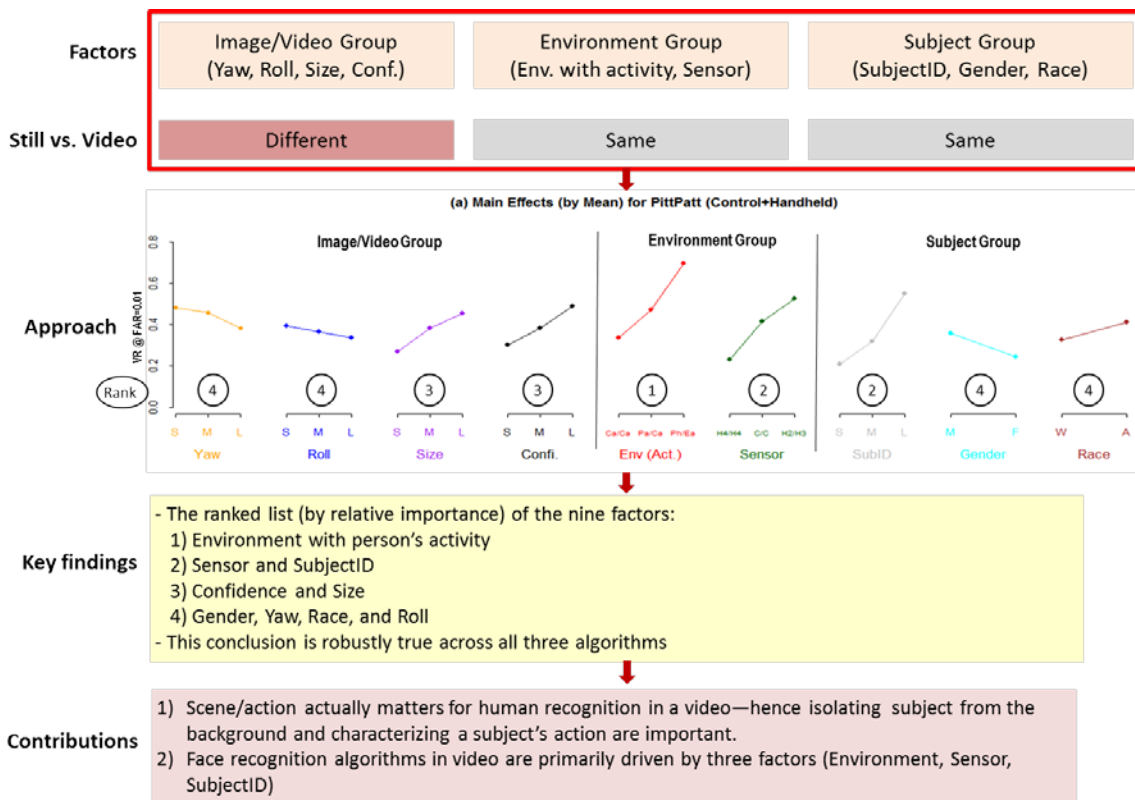 Factors
Image/Video Group
(Yaw, Roll, Size, Conf.)
Environment Group
(Env. with activity, Sensor)
Subject Group
(SubjectID, Gender, Race)
Still vs. Video
Different
Same
Same
Approach
(a) Main Effects (by Mean) for PittPatt (Control+Handheld)
Image/Video Group
Environment Group
Subject Group
VR @ FAR=0.01
0.8
0.6
0.4
0.2
0.0
Rank
4
4
3
3
1
2
2
4
4
S M L
S M L
S M L
S M L
Ca/Ca Pa/Ca Ph/Ea
H4/H4 C/C H2/H3
S M L
M F
W A
Yaw
Roll
Size
Confi.
Env (Act.)
Sensor
SubID
Gender
Race
Key findings
- The ranked list (by relative importance) of the nine factors:
1) Environment with person's activity
2) Sensor and SubjectID
3) Confidence and Size
4) Gender, Yaw, Race, and Roll
- This conclusion is robustly true across all three algorithms
Contributions
1) Scene/action actually matters for human recognition in a video—hence isolating subject from the
background and characterizing a subject's action are important.
2) Face recognition algorithms in video are primarily driven by three factors (Environment, Sensor,
SubjectID)